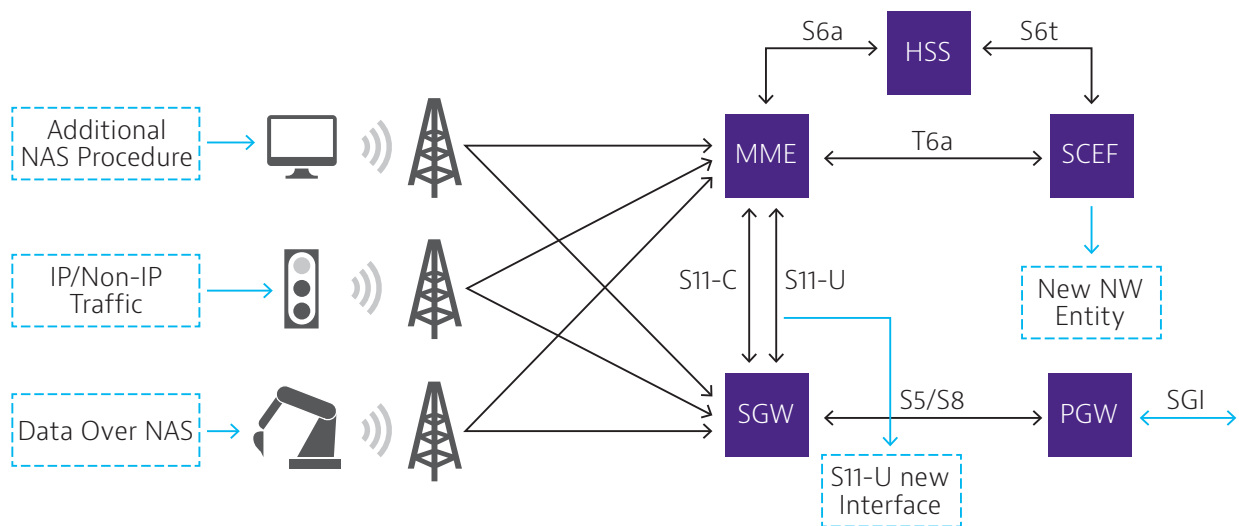 S6a
HSS
S6t
Additional
NAS Procedure
MME
T6a
SCEF
IP/Non-IP
Traffic
S11-C
S11-U
New NW
Entity
Data Over NAS
SGW
S5/S8
PGW
SGI
S11-U new
Interface